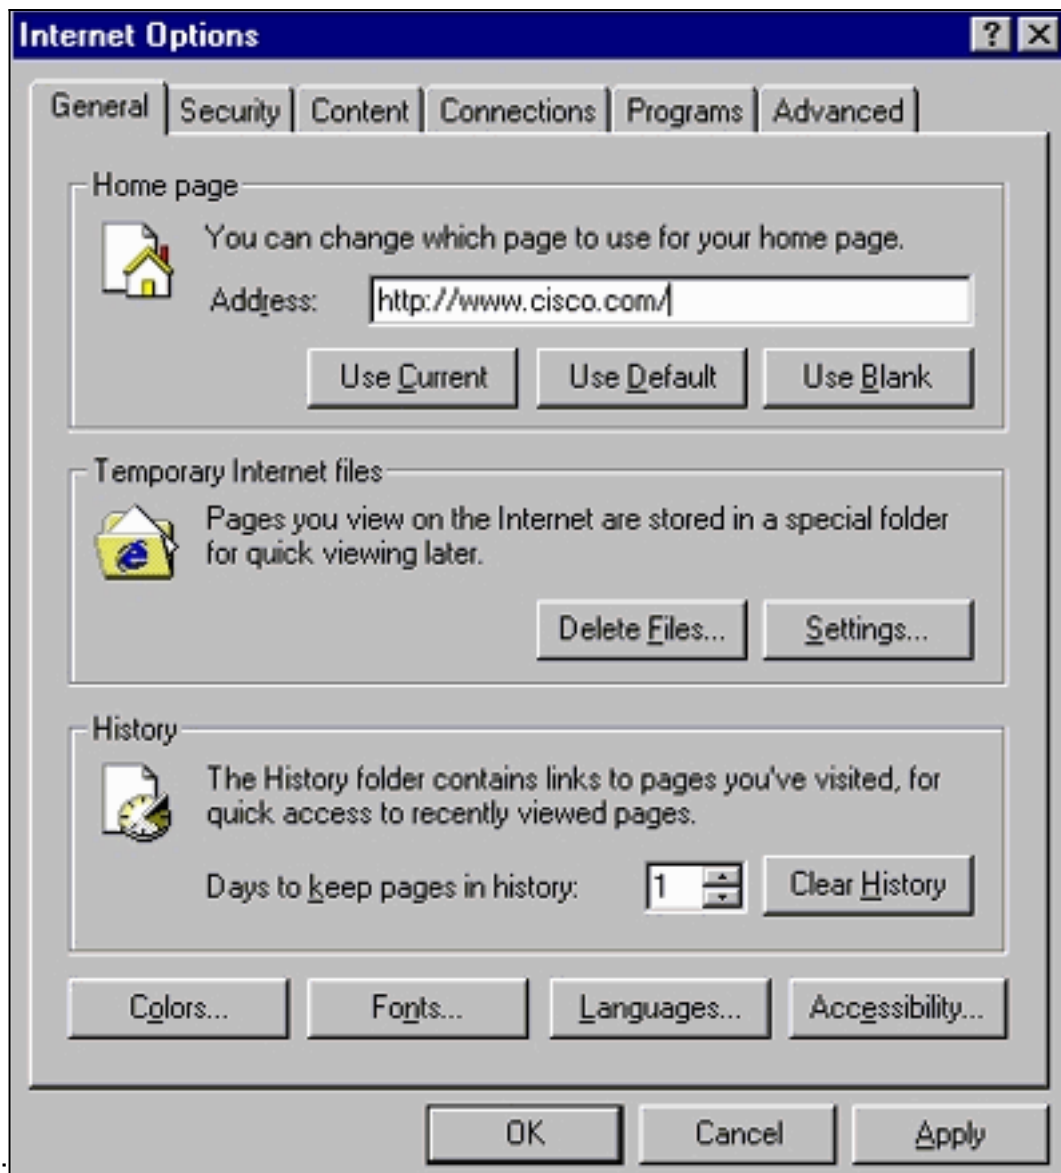 Internet Options
General Security Content Connections Programs Advanced
Home page
You can change which page to use for your home page.
Address: http://www.cisco.com/
Use Current Use Default Use Blank
Temporary Internet files
Pages you view on the Internet are stored in a special folder
for quick viewing later.
Delete Files... Settings...
History
The History folder contains links to pages you've visited, for
quick access to recently viewed pages.
Days to keep pages in history: 1 Clear History
Colors... Fonts... Languages... Accessibility...
OK Cancel Apply
.